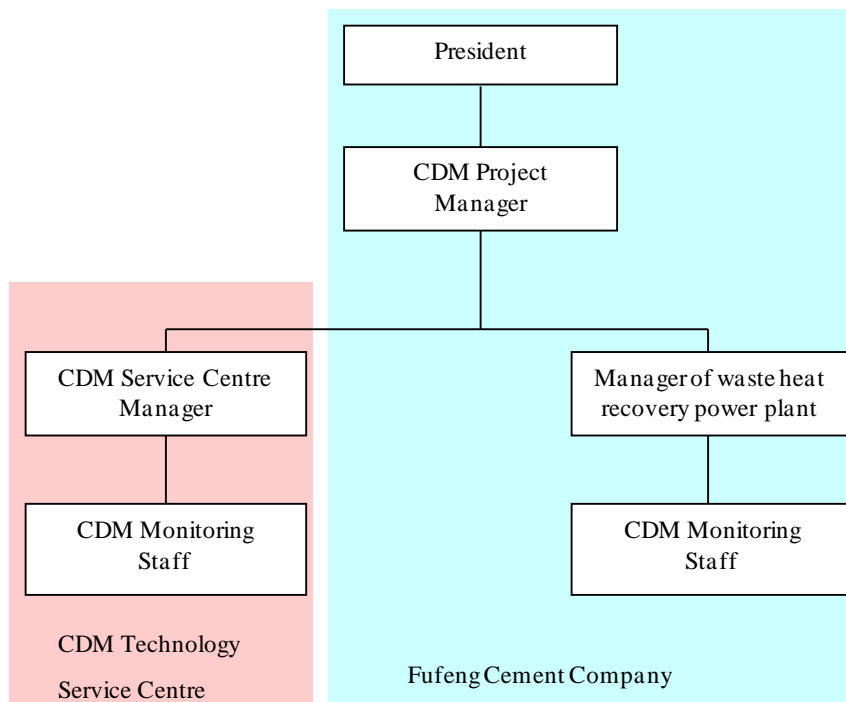 President
CDM Project
Manager
CDM Service Centre
Manager
Manager of waste heat
recovery power plant
CDM Monitoring
Staff
CDM Monitoring
Staff
CDM Technology
Service Centre
Fufeng Cement Company